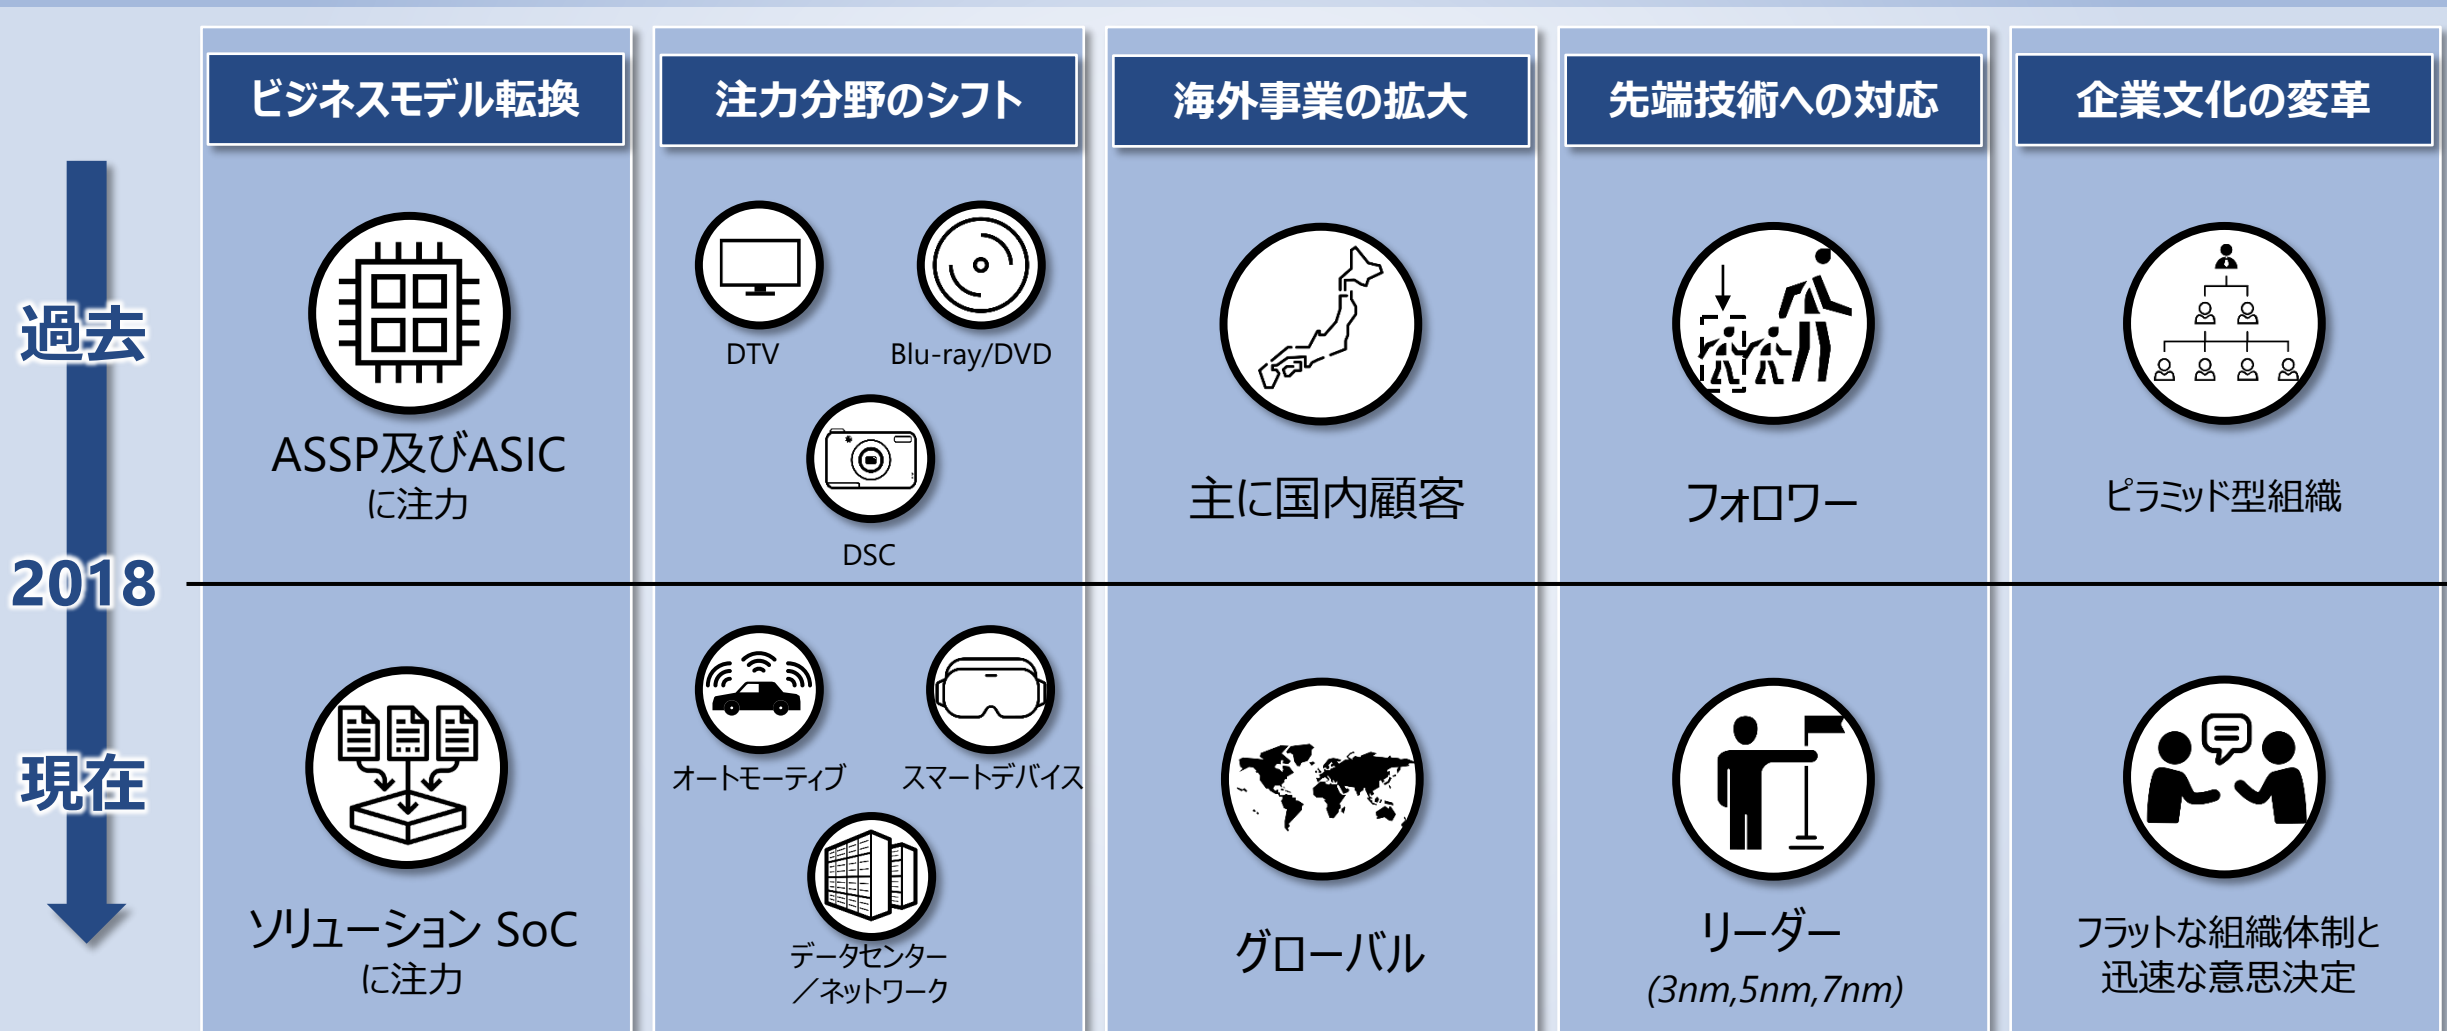 ビジネスモデル転換
注力分野のシフト
海外事業の拡大
先端技術への対応
企業文化の変革
過去
ASSP及びASIC
に注力
DTV
Blu-ray/DVD
DSC
主に国内顧客
フォロワー
ピラミッド型組織
2018
現在
ソリューション SoC
に注力
オートモーティブ
スマートデバイス
データセンター
／ネットワーク
グローバル
リーダー
(3nm,5nm,7nm)
フラットな組織体制と
迅速な意思決定